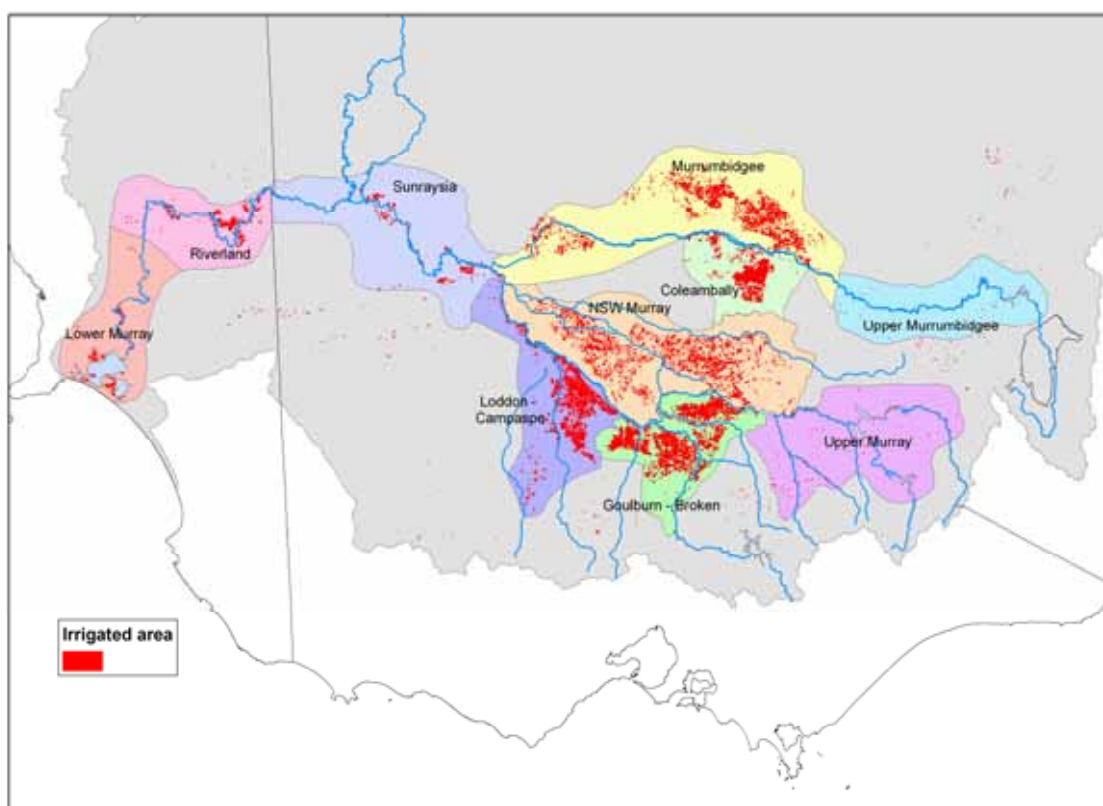 Murrumbidgee
Sunraysia
Riverland
Coleambally
NSW Murray
Upper Murrumbidgee
Lower Murray
Loddon -
Campaspe
Upper Murray
Goulburn - Broken
Irrigated area